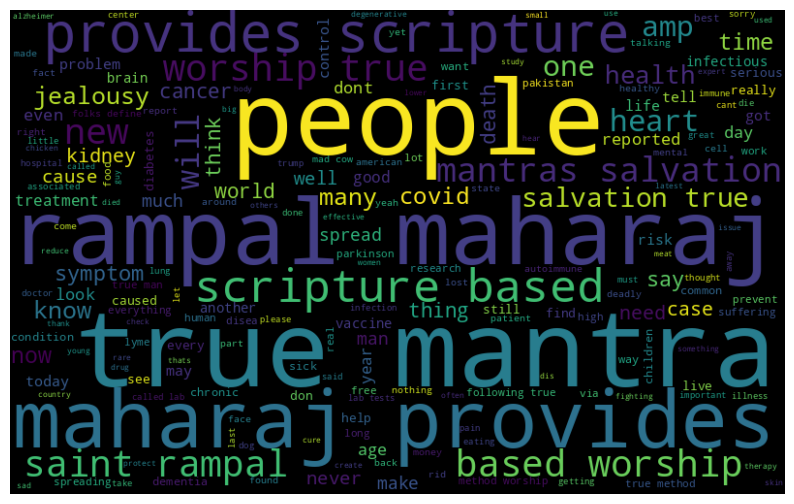 alzheimer center degenerative small use sorry
provides scripture amp best used
made yet talking time
problem control
fact worship true one infectious
brain want study pakistan health serious
jealousy cancer dont first healthy expert immune really
body death life tell cant die
even report big lower people heart got
right folks define new will think reported great day
little hear mental cell work
chicken kidney diabetes trump mad cow american lot mantras salvation
hospital called guy cause food world well good state latest
associated many covid salvation true
treatment died much around others done effective yeah issue
come rampal maharaj spread risk
reduce parkinson women meat away
symptom lung research autoimmune must thought
doctor true man let scripture based lost say common
look caused everything infection deadly prevent
know another thing still find high need case suffering
thank check please human disea vaccine patient
condition lyme every real man year children way something
young thats part
now rare drug true mantra
today see may sick said nothing dis live
country chronic don free via often following true important illness
called lab lab tests fighting
maharaj provides
last face dog help pain
cure long eating
saint rampal age back money based worship
protect create rid therapy
sad spreading take dementia found never make method worship getting true method skin